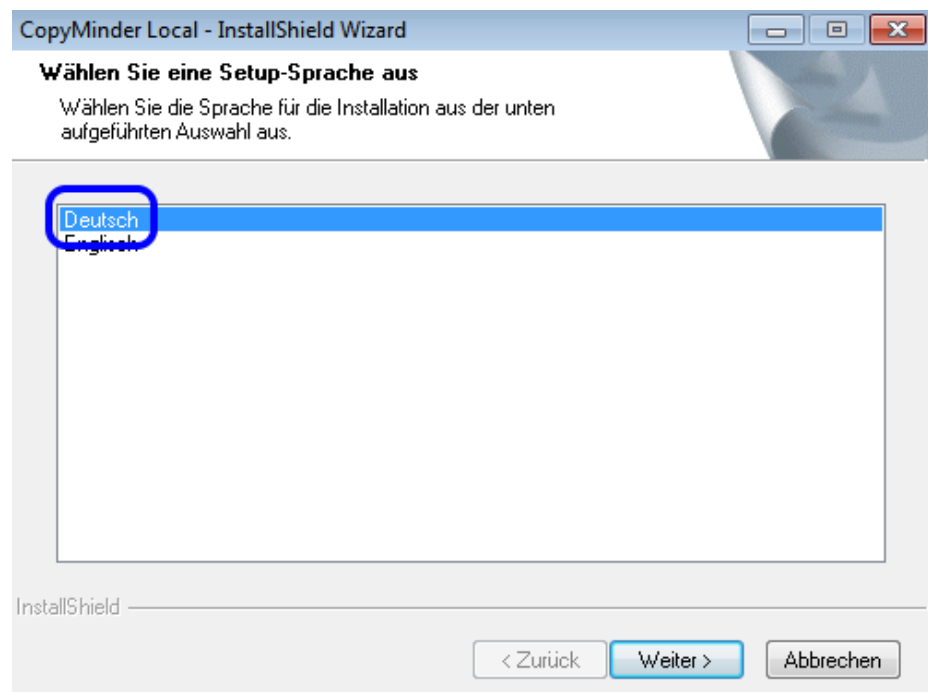 CopyMinder Local - InstallShield Wizard
Wählen Sie eine Setup-Sprache aus
Wählen Sie die Sprache für die Installation aus der unten
aufgeführten Auswahl aus.
Deutsch
Englisch
InstallShield
< Zurück Weiter > Abbrechen